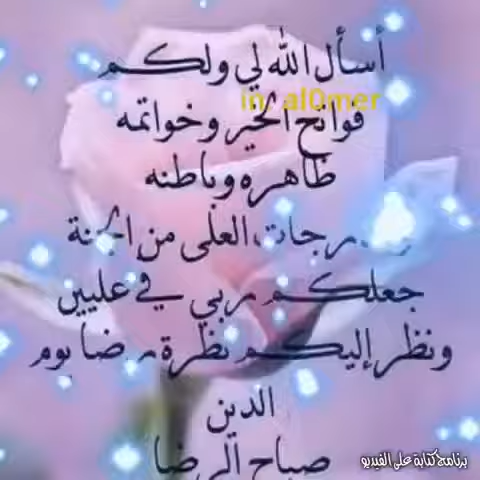 أسأل الله لي ولكم
in_al0mer
فواتح الخير وخواتمه
ظاهره وباطنه
العلى من الجنة
جعلكم ربي في عليين
ونظر إليكم نظرة رضا يوم
الدين
صباح الرضا
برنامج كتابة على الفيديو